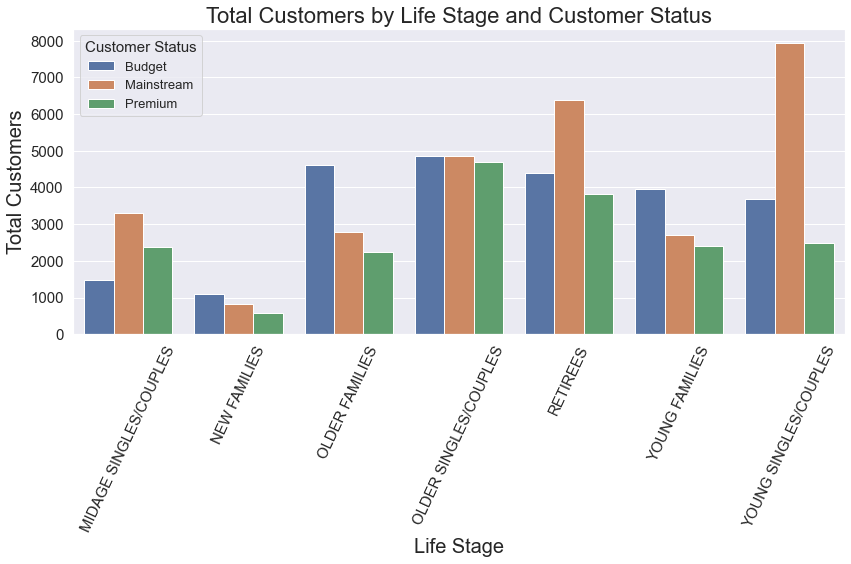 Total Customers by Life Stage and Customer Status
Customer Status
Budget
Mainstream
Premium
Total Customers
8000
7000
6000
5000
4000
3000
2000
1000
0
MIDAGE SINGLES/COUPLES
NEW FAMILIES
OLDER FAMILIES
OLDER SINGLES/COUPLES
RETIREES
YOUNG FAMILIES
YOUNG SINGLES/COUPLES
Life Stage